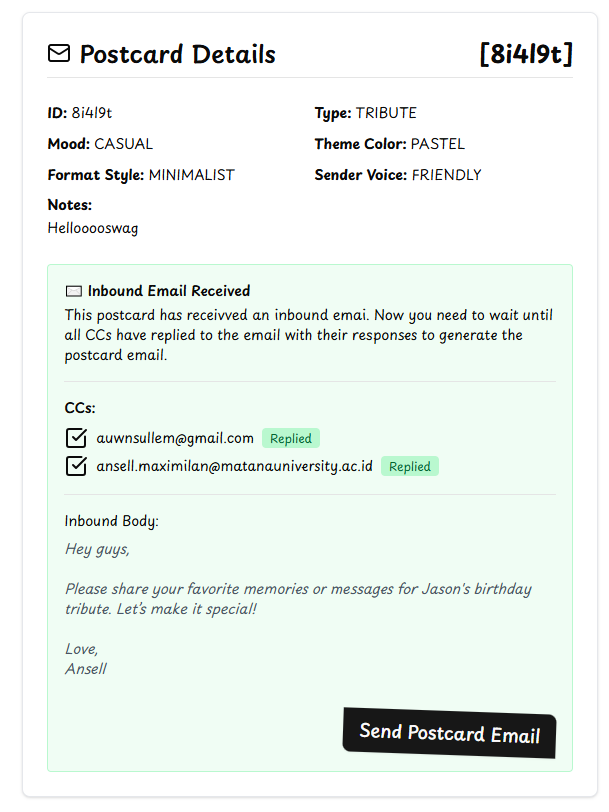 Postcard Details
[8i4l9t]
ID: 8i4l9t
Type: TRIBUTE
Mood: CASUAL
Theme Color: PASTEL
Format Style: MINIMALIST
Sender Voice: FRIENDLY
Notes:
Hellooooswag
Inbound Email Received
This postcard has receivved an inbound emai. Now you need to wait until
all CCs have replied to the email with their responses to generate the
postcard email.
CCs:
auwnsullem@gmail.com Replied
ansell.maximilan@matanauniversity.ac.id Replied
Inbound Body:
Hey guys,
Please share your favorite memories or messages for Jason's birthday
tribute. Let's make it special!
Love,
Ansell
Send Postcard Email